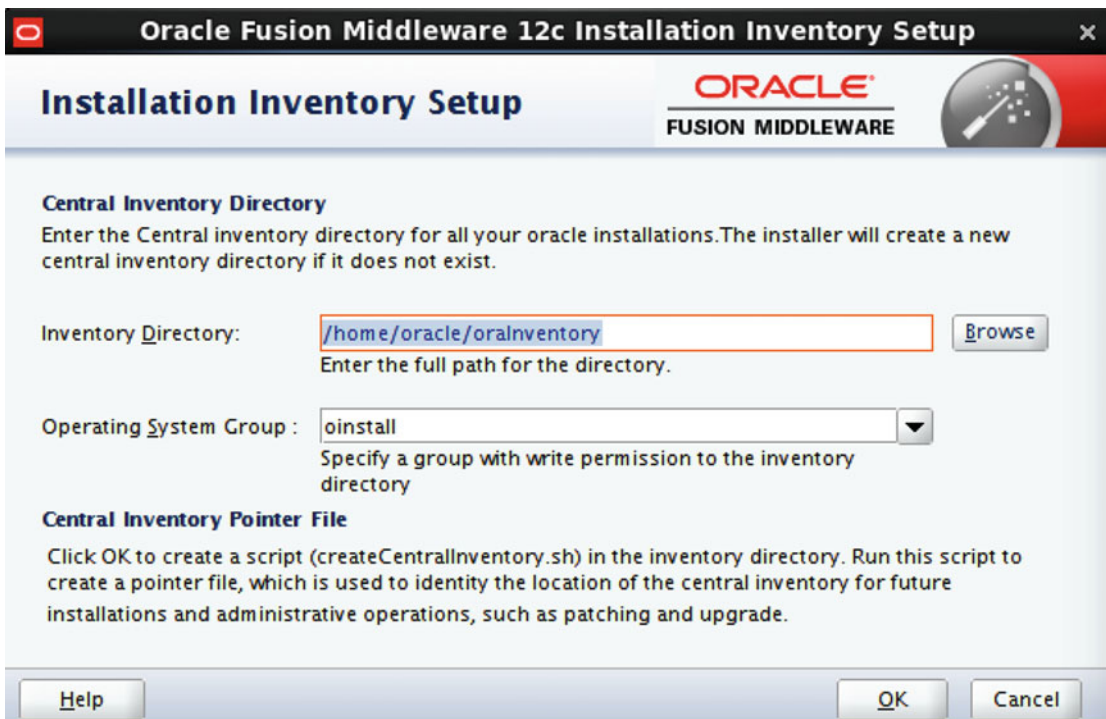 Oracle Fusion Middleware 12c Installation Inventory Setup
Installation Inventory Setup
ORACLE
FUSION MIDDLEWARE
Central Inventory Directory
Enter the Central inventory directory for all your oracle installations.The installer will create a new
central inventory directory if it does not exist.
Inventory Directory:
/home/oracle/oraInventory
Browse
Enter the full path for the directory.
Operating System Group :
oinstall
Specify a group with write permission to the inventory
directory
Central Inventory Pointer File
Click OK to create a script (createCentralInventory.sh) in the inventory directory. Run this script to
create a pointer file, which is used to identity the location of the central inventory for future
installations and administrative operations, such as patching and upgrade.
Help
OK
Cancel